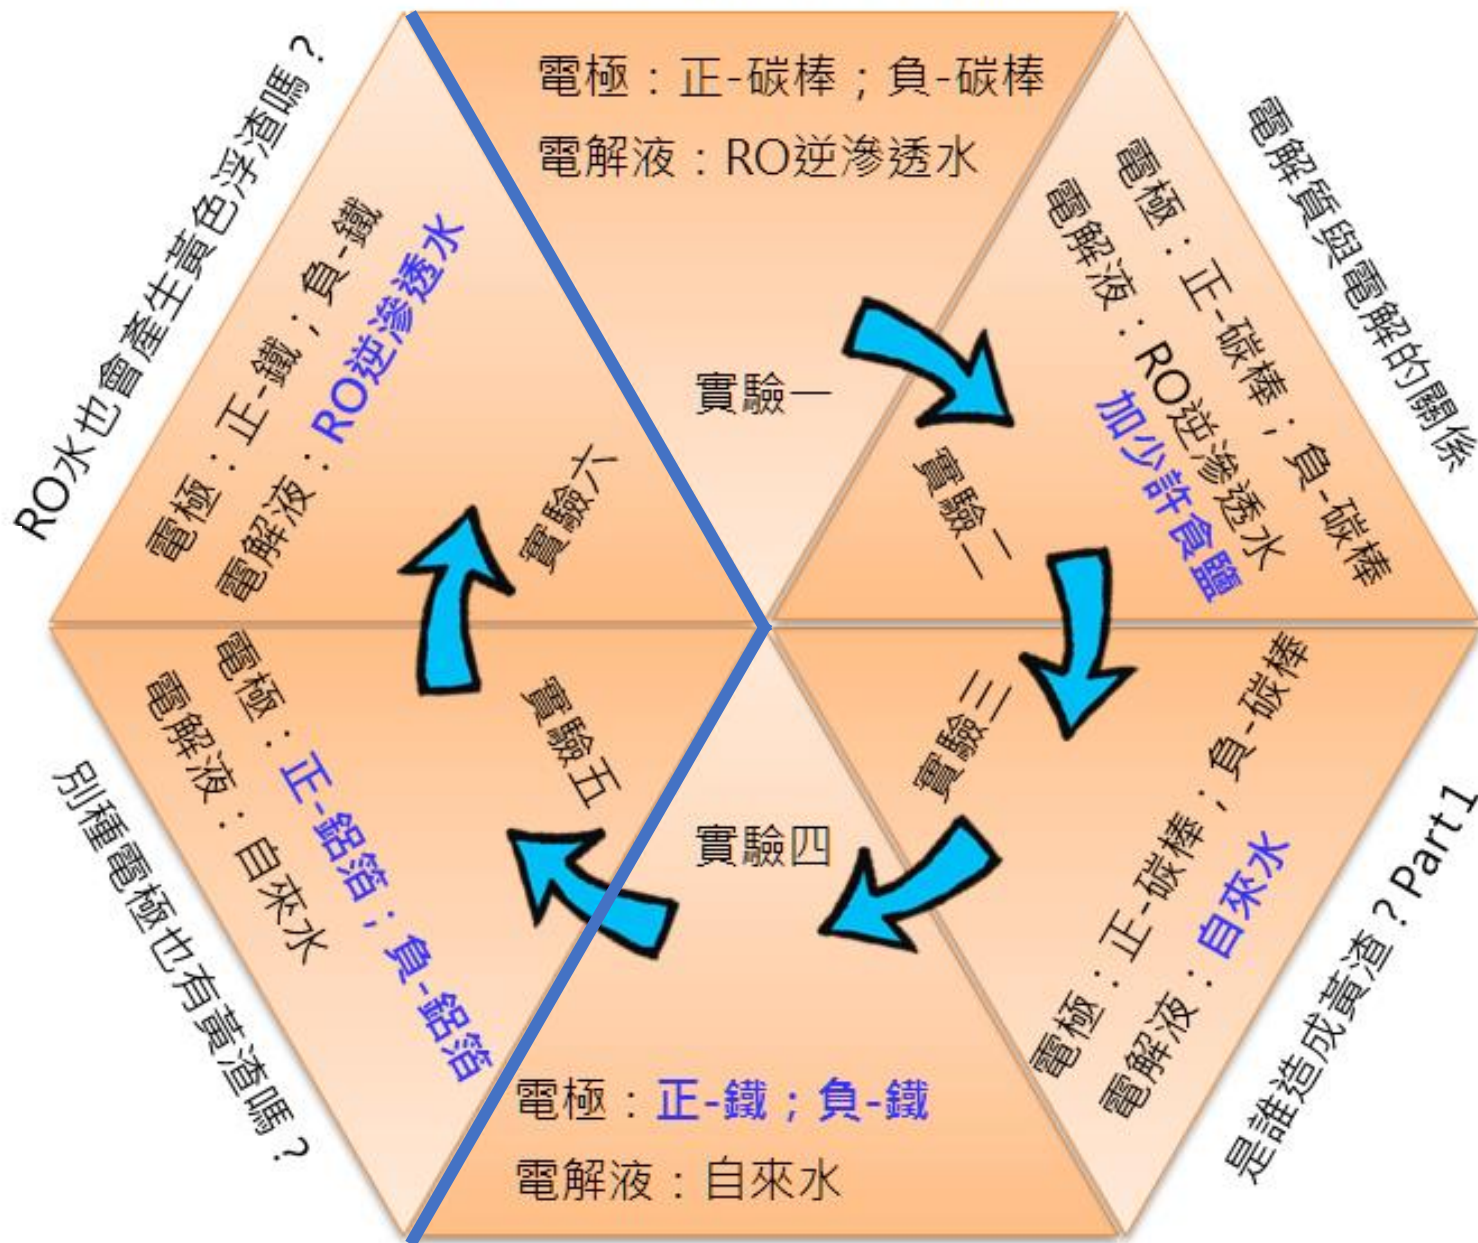 電極：正-碳棒；負-碳棒
電解液：RO逆滲透水
實驗一
電解質與電解的關係
電極：正-碳棒；負-碳棒
電解液：RO逆滲透水
加少許食鹽
實驗二
實驗三
電極：正-碳棒；負-碳棒
電解液：自來水
是誰造成黃渣？Part1
實驗四
電極：正-鐵；負-鐵
電解液：自來水
實驗五
電極：正-鋁箔；負-鋁箔
電解液：自來水
別種電極也有黃渣嗎？
實驗六
電極：正-鐵；負-鐵
電解液：RO逆滲透水
RO水也會產生黃色浮渣嗎？